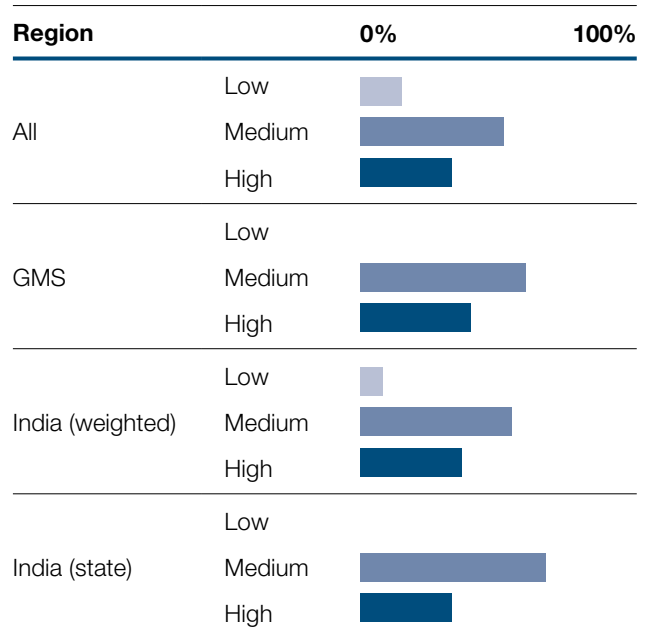 Region 0% 100%
Low
All Medium
High
Low
GMS Medium
High
Low
India (weighted) Medium
High
Low
India (state) Medium
High